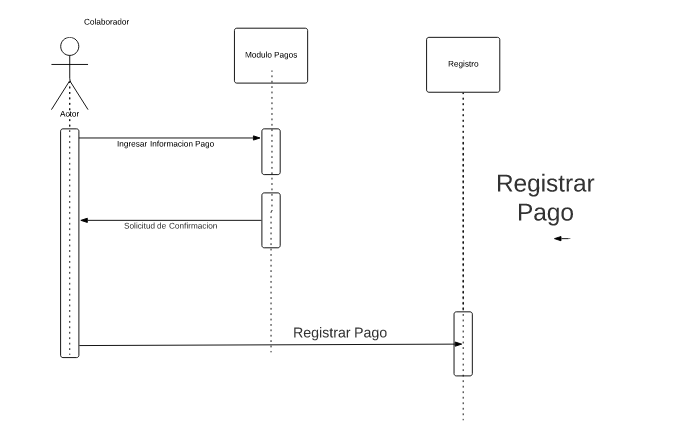 Colaborador
Modulo Pagos
Registro
Actor
Ingresar Informacion Pago
Registrar
Pago
Solicitud de Confirmacion
Registrar Pago